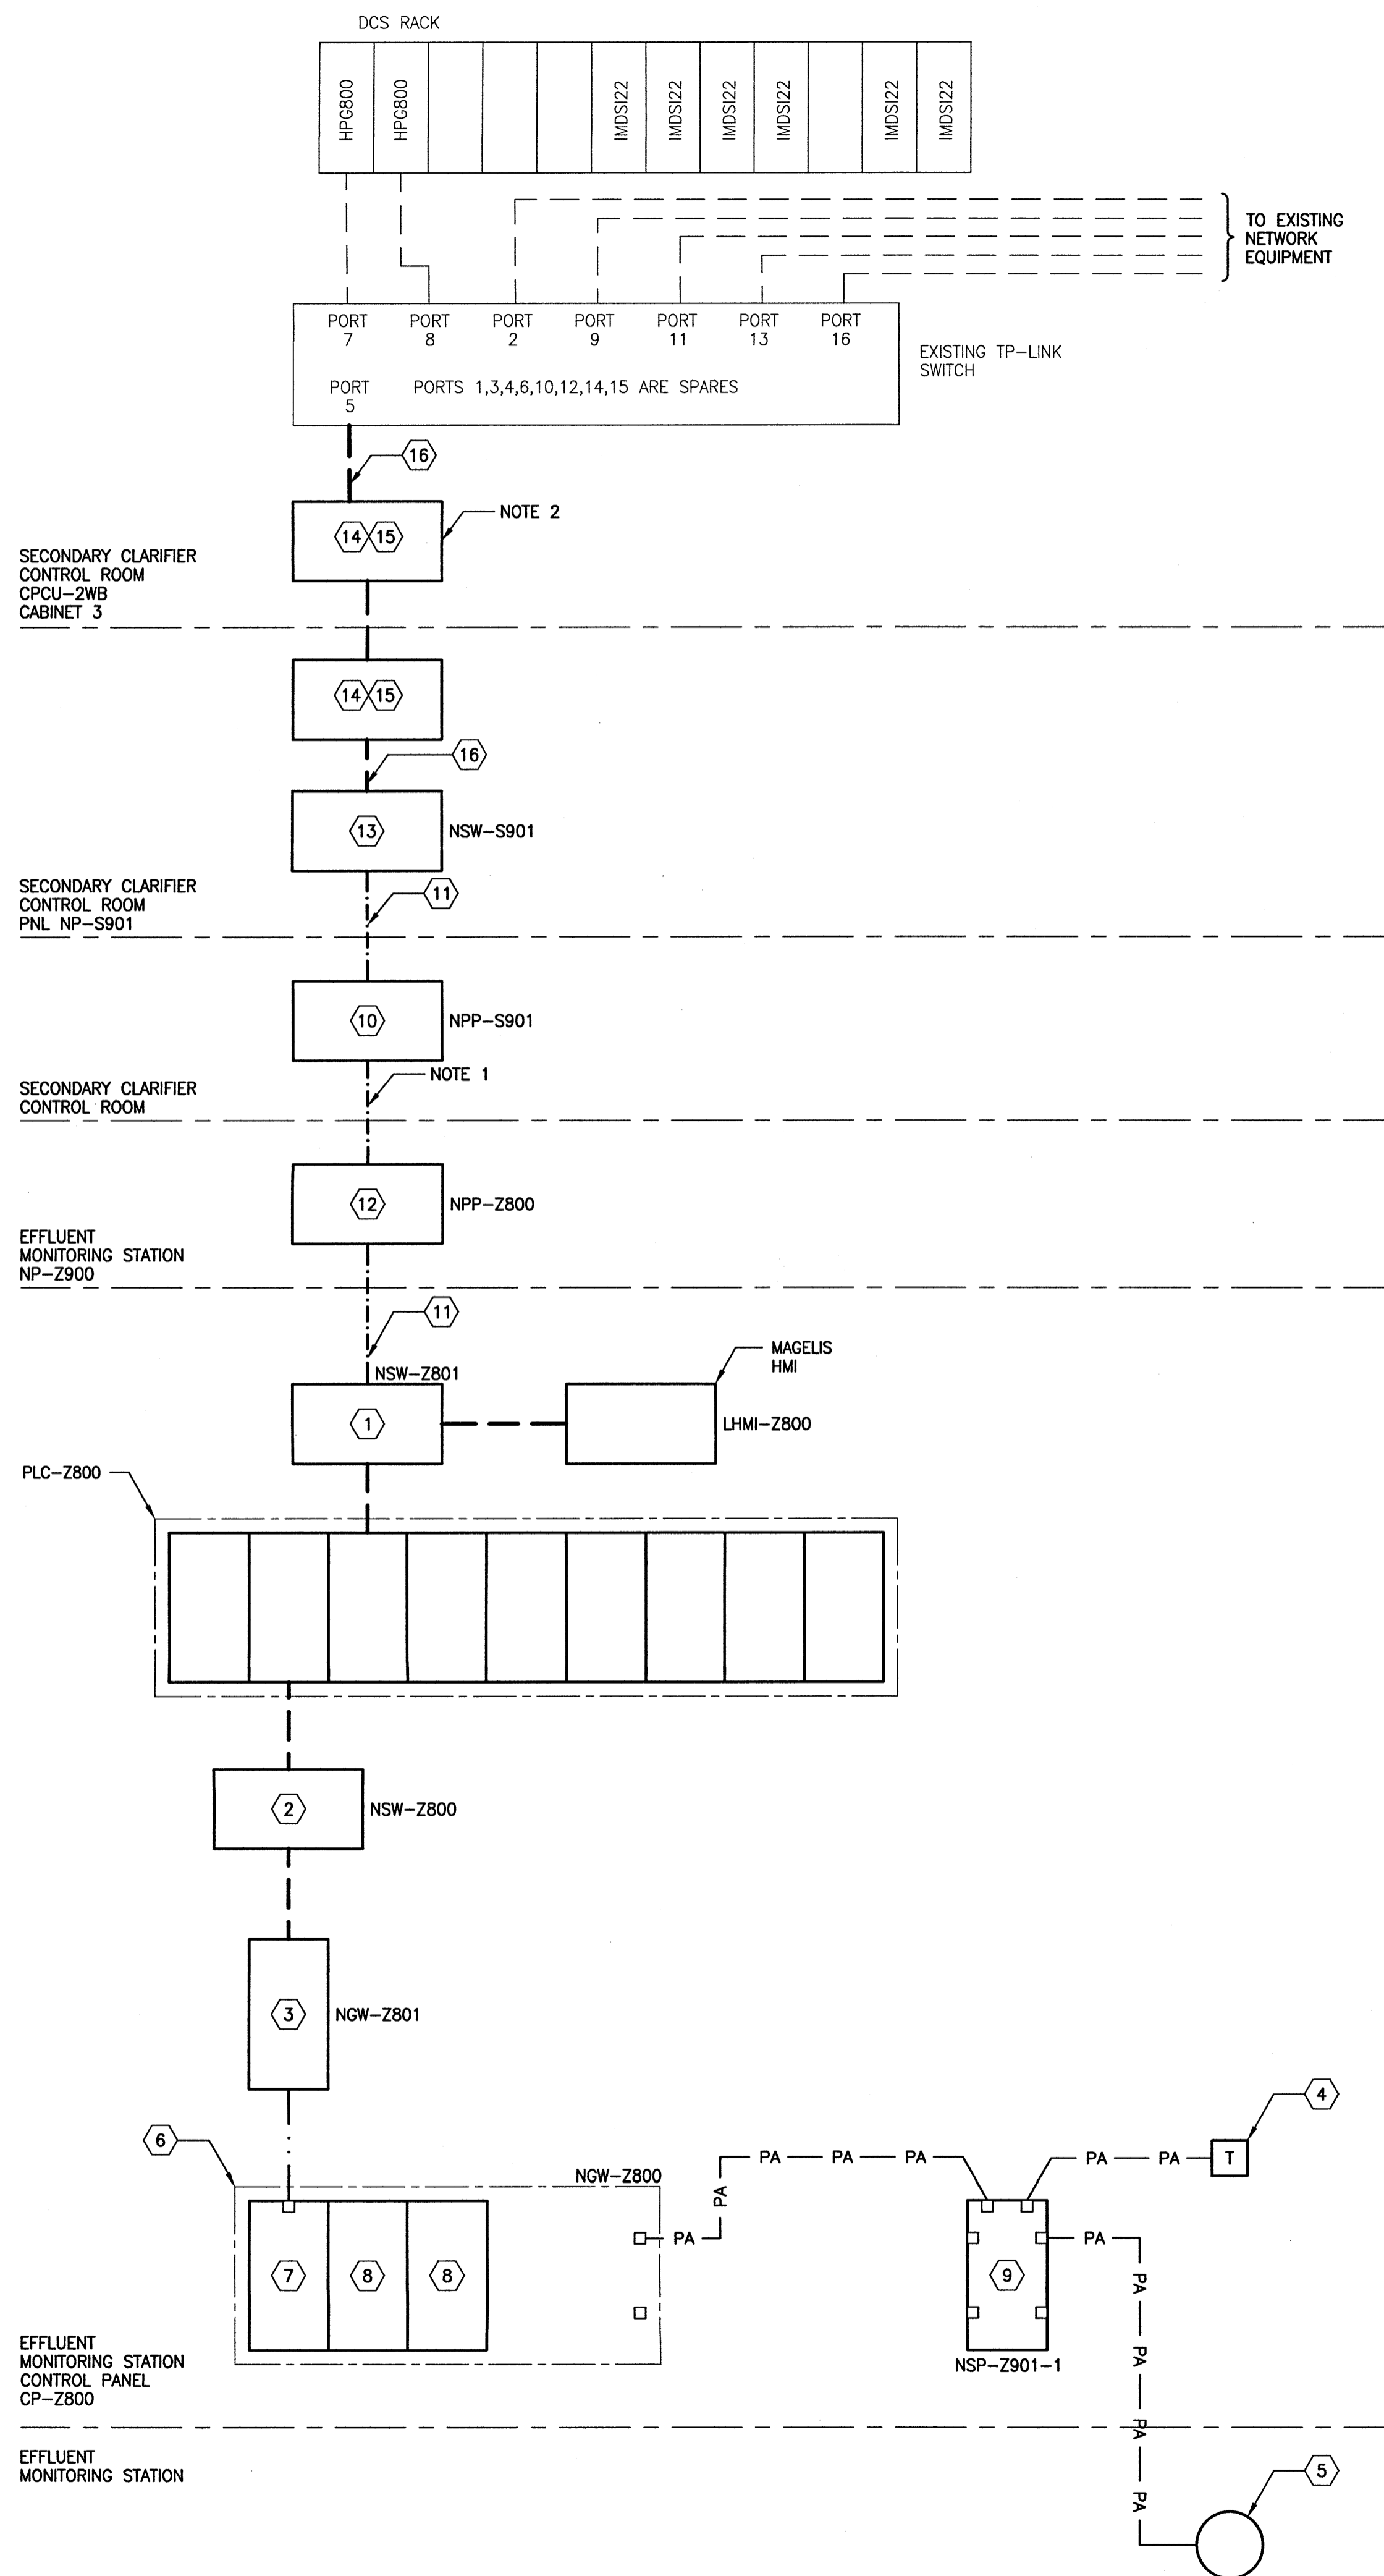 DCS RACK
HPG800
HPG800
IMDSI22
IMDSI22
IMDSI22
IMDSI22
IMDSI22
IMDSI22
TO EXISTING
NETWORK
EQUIPMENT
PORT
7
PORT
8
PORT
2
PORT
9
PORT
11
PORT
13
PORT
16
EXISTING TP-LINK
SWITCH
PORT
5
PORTS 1,3,4,6,10,12,14,15 ARE SPARES
16
14
15
NOTE 2
SECONDARY CLARIFIER
CONTROL ROOM
CPCU-2WB
CABINET 3
14
15
16
13
NSW-S901
SECONDARY CLARIFIER
CONTROL ROOM
PNL NP-S901
11
10
NPP-S901
NOTE 1
SECONDARY CLARIFIER
CONTROL ROOM
12
NPP-Z800
EFFLUENT
MONITORING STATION
NP-Z900
11
NSW-Z801
MAGELIS
HMI
1
LHMI-Z800
PLC-Z800
2
NSW-Z800
3
NGW-Z801
4
6
PA
PA
PA
PA
PA
T
NGW-Z800
PA
PA
PA
7
8
8
9
PA
NSP-Z901-1
EFFLUENT
MONITORING STATION
CONTROL PANEL
CP-Z800
PA
PA
EFFLUENT
MONITORING STATION
5
PA